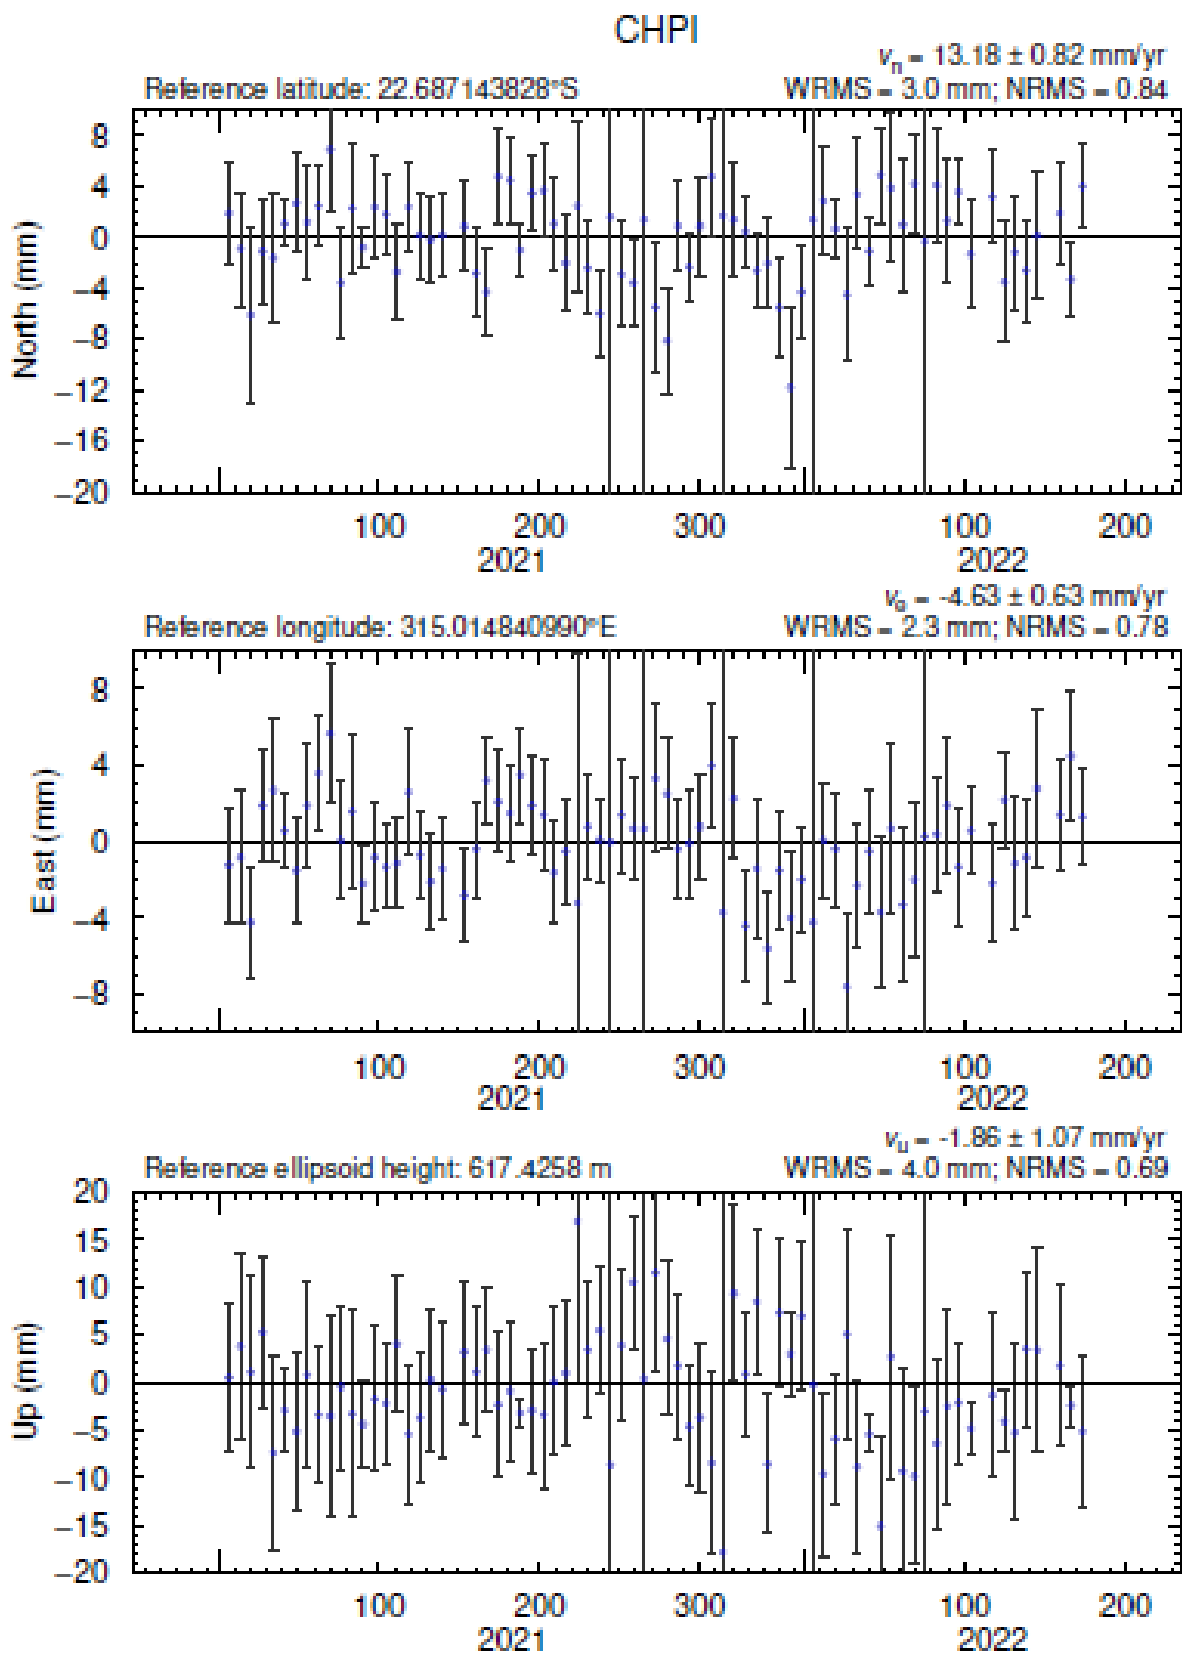 CHPI
vn = 13.18 ± 0.82 mm/yr
Reference latitude: 22.687143828°S WRMS = 3.0 mm; NRMS = 0.84
8
4
0
−4
−8
−12
−16
−20
North (mm)
100 200 300 100 200
2021 2022
ve = -4.63 ± 0.63 mm/yr
Reference longitude: 315.014840990°E WRMS = 2.3 mm; NRMS = 0.78
8
4
0
−4
−8
East (mm)
100 200 300 100 200
2021 2022
vu = -1.86 ± 1.07 mm/yr
Reference ellipsoid height: 617.4258 m WRMS = 4.0 mm; NRMS = 0.69
20
15
10
5
0
−5
−10
−15
−20
Up (mm)
100 200 300 100 200
2021 2022